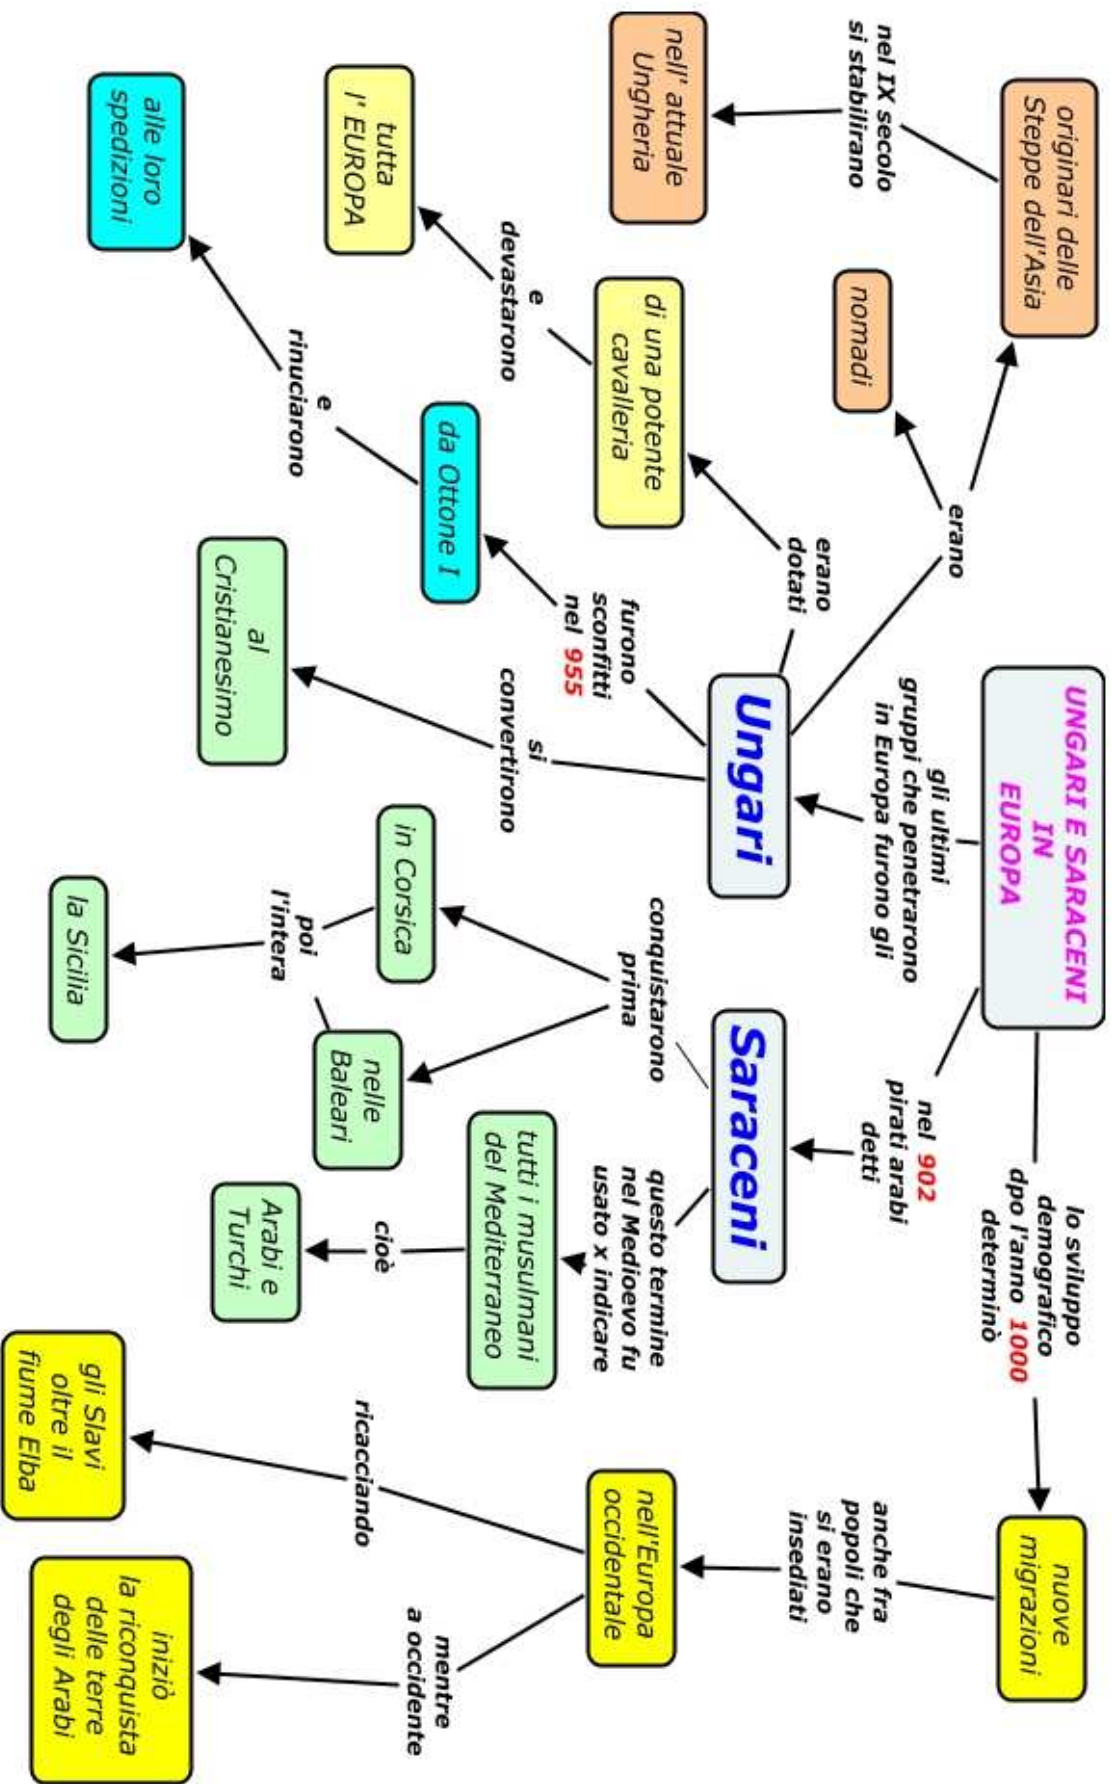 UNGARI E SARACENI
IN
EUROPA
gli ultimi
gruppi che penetrarono
in Europa furono gli
Ungari
erano
originari delle
Steppe dell'Asia
nel IX secolo
si stabilirano
nell' attuale
Ungheria
nomadi
erano
dotati
di una potente
cavalleria
e
devastarono
tutta
l' EUROPA
furono
sconfitti
nel 955
da Ottone I
e
rinuciarono
alle loro
spedizioni
si
convertirono
al
Cristianesimo
nel 902
pirati arabi
detti
Saraceni
conquistarono
prima
in Corsica
nelle
Baleari
poi
l'intera
la Sicilia
questo termine
nel Medioevo fu
usato x indicare
tutti i musulmani
del Mediterraneo
cioè
Arabi e
Turchi
lo sviluppo
demografico
dpo l'anno 1000
determinò
nuove
migrazioni
anche fra
popoli che
si erano
insediati
nell'Europa
occidentale
ricacciando
gli Slavi
oltre il
fiume Elba
mentre
a occidente
iniziò
la riconquista
delle terre
degli Arabi